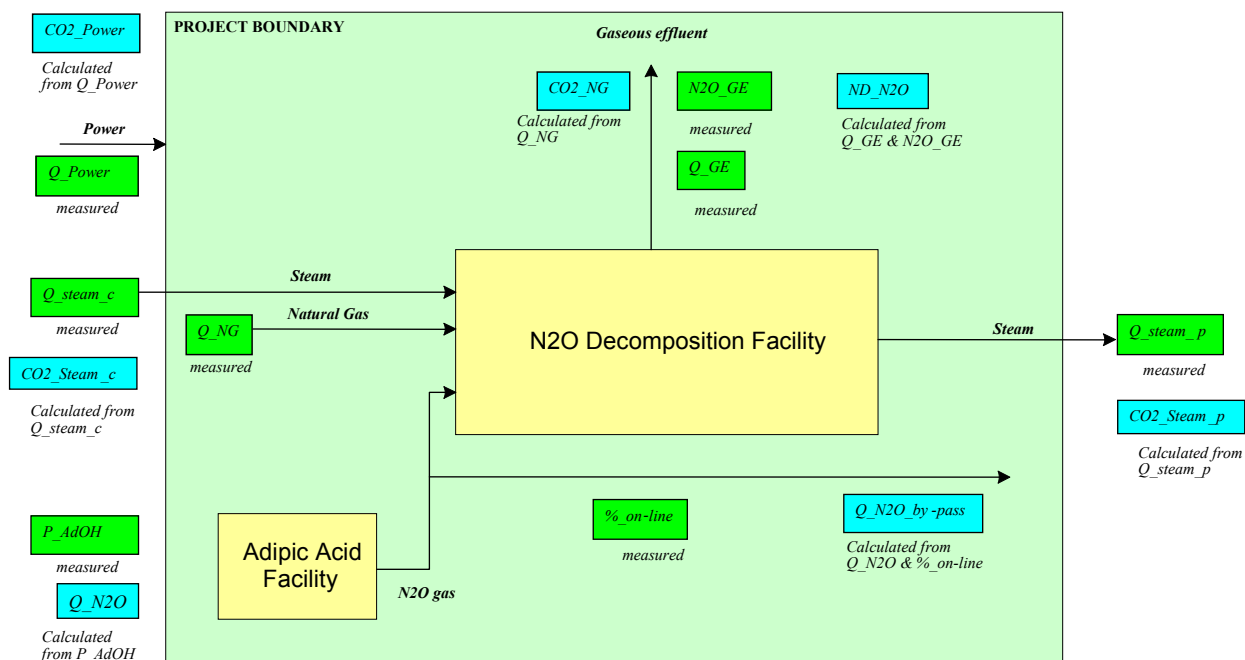 CO2_Power
Calculated
from Q_Power
Power
Q_Power
measured
Q_steam_c
measured
CO2_Steam_c
Calculated from
Q_steam_c
P_AdOH
measured
Q_N2O
Calculated
from P_AdOH
PROJECT BOUNDARY
Gaseous effluent
CO2_NG
Calculated from
Q_NG
N2O_GE
measured
Q_GE
measured
ND_N2O
Calculated from
Q_GE & N2O_GE
Steam
Natural Gas
Q_NG
measured
N2O Decomposition Facility
Adipic Acid
Facility
N2O gas
%_on-line
measured
Q_N2O_by-pass
Calculated from
Q_N2O & %_on-line
Steam
Q_steam_p
measured
CO2_Steam_p
Calculated from
Q_steam_p